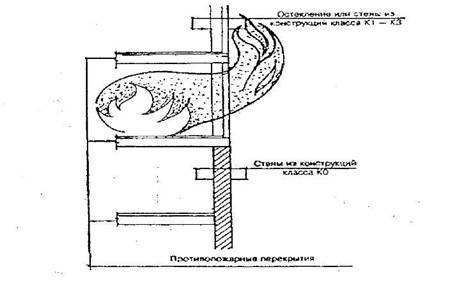 Остекление или стены из
конструкций класса К1 — К3
Стены из конструкций
класса К0
Противопожарные перекрытия